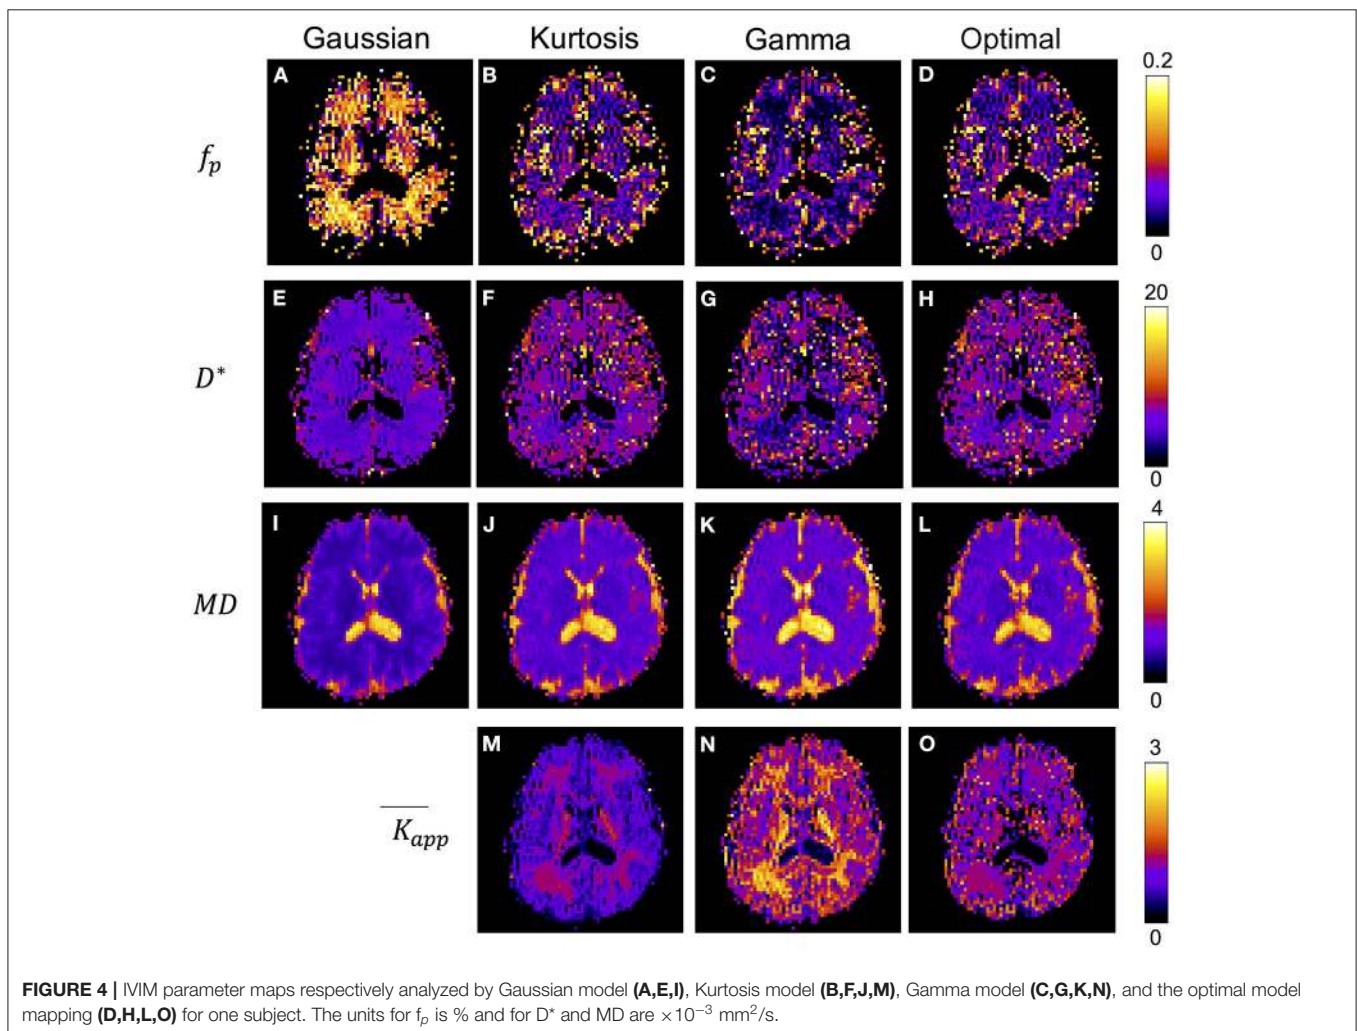 Gaussian Kurtosis Gamma Optimal
A B C D 0.2
f_p
0
E F G H 20
D*
0
I J K L 4
MD
0
M N O 3
K_app
0
FIGURE 4 | IVIM parameter maps respectively analyzed by Gaussian model (A,E,I), Kurtosis model (B,F,J,M), Gamma model (C,G,K,N), and the optimal model
mapping (D,H,L,O) for one subject. The units for f_p is % and for D* and MD are ×10⁻³ mm²/s.